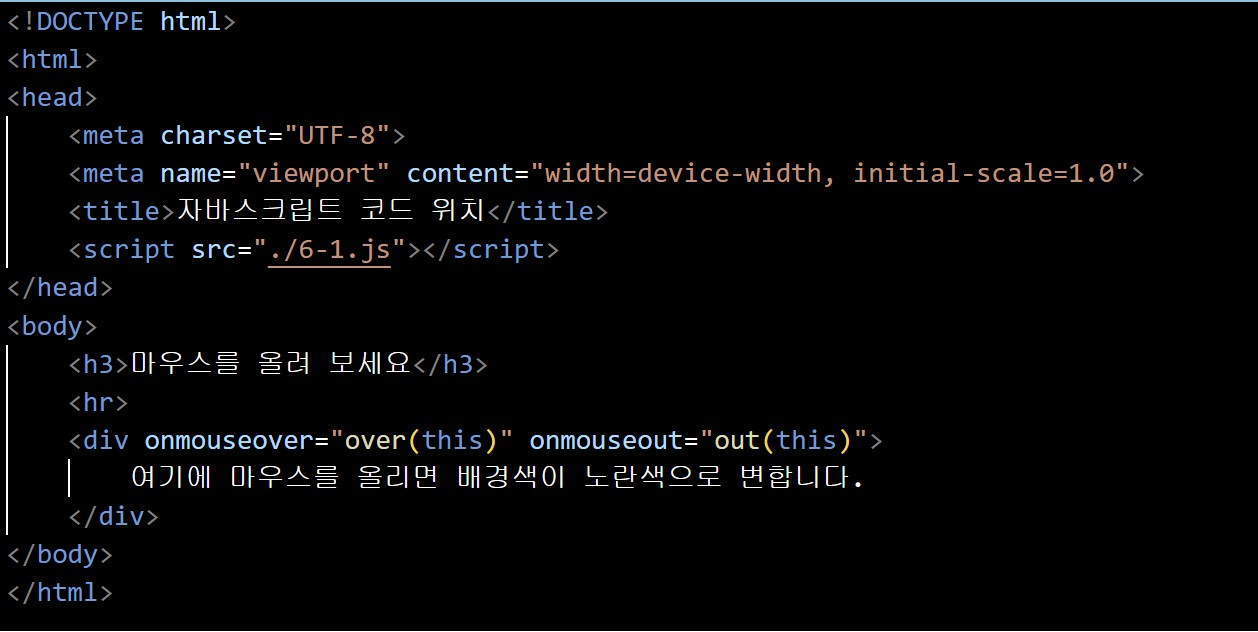 <!DOCTYPE html>
<html>
<head>
    <meta charset="UTF-8">
    <meta name="viewport" content="width=device-width, initial-scale=1.0">
    <title>자바스크립트 코드 위치</title>
    <script src="./6-1.js"></script>
</head>
<body>
    <h3>마우스를 올려 보세요</h3>
    <hr>
    <div onmouseover="over(this)" onmouseout="out(this)">
        여기에 마우스를 올리면 배경색이 노란색으로 변합니다.
    </div>
</body>
</html>